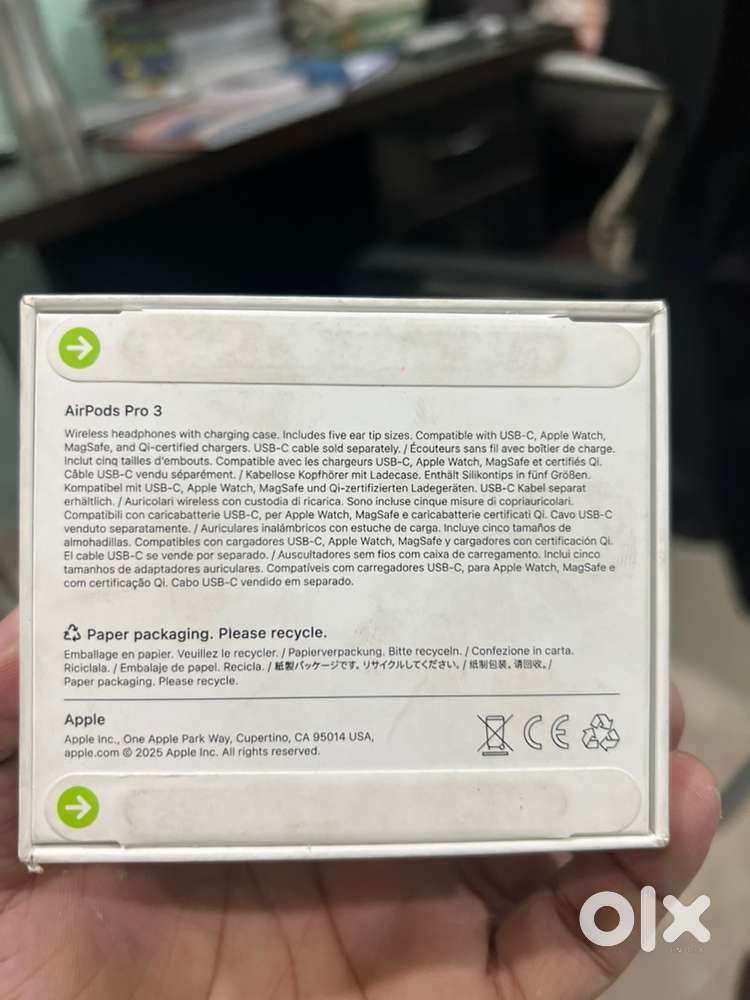 AirPods Pro 3
Wireless headphones with charging case. Includes five ear tip sizes. Compatible with USB-C, Apple Watch,
MagSafe, and Qi-certified chargers. USB-C cable sold separately. / Écouteurs sans fil avec boîtier de charge.
Inclut cinq tailles d'embouts. Compatible avec les chargeurs USB-C, Apple Watch, MagSafe et certifiés Qi.
Câble USB-C vendu séparément. / Kabellose Kopfhörer mit Ladecase. Enthält Silikontips in fünf Größen.
Kompatibel mit USB-C, Apple Watch, MagSafe und Qi-zertifizierten Ladegeräten. USB-C Kabel separat
erhältlich. / Auricolari wireless con custodia di ricarica. Sono incluse cinque misure di copriauricolari.
Compatibili con caricabatterie USB-C, per Apple Watch, MagSafe e caricabatterie certificati Qi. Cavo USB-C
venduto separatamente. / Auriculares inalámbricos con estuche de carga. Incluye cinco tamaños de
almohadillas. Compatibles con cargadores USB-C, Apple Watch, MagSafe y cargadores con certificación Qi.
El cable USB-C se vende por separado. / Auscultadores sem fios com caixa de carregamento. Inclui cinco
tamanhos de adaptadores auriculares. Compatíveis com carregadores USB-C, para Apple Watch, MagSafe e
com certificação Qi. Cabo USB-C vendido em separado.
Paper packaging. Please recycle.
Emballage en papier. Veuillez le recycler. / Papierverpackung. Bitte recyceln. / Confezione in carta.
Riciclala. / Embalaje de papel. Recicla. / 紙製パッケージです。リサイクルしてください。/ 纸制包装。请回收。/
Paper packaging. Please recycle.
Apple
Apple Inc., One Apple Park Way, Cupertino, CA 95014 USA,
apple.com © 2025 Apple Inc. All rights reserved.
CE
olx